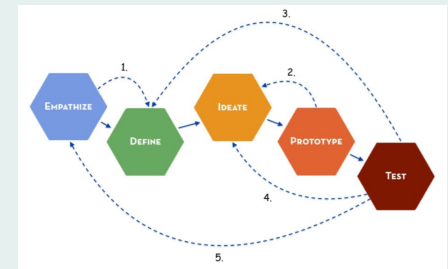 3.
1.
2.
EMPATHIZE
IDEATE
DEFINE
PROTOTYPE
TEST
4.
5.